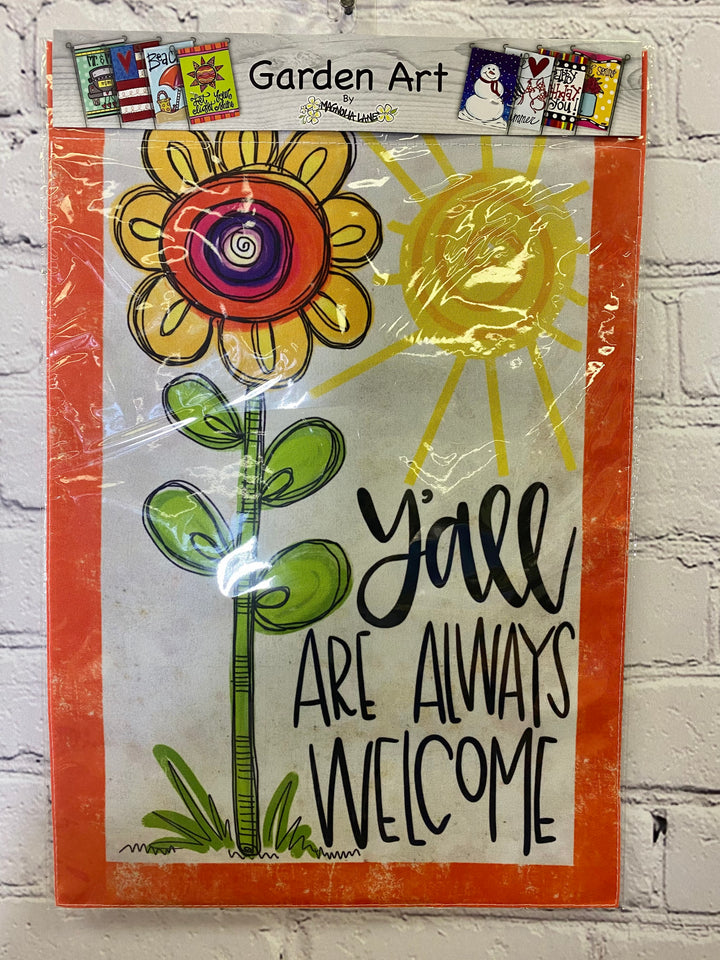 Garden Art
BY
MAGNOLIA LANE
y'all
ARE ALWAYS
WELCOME